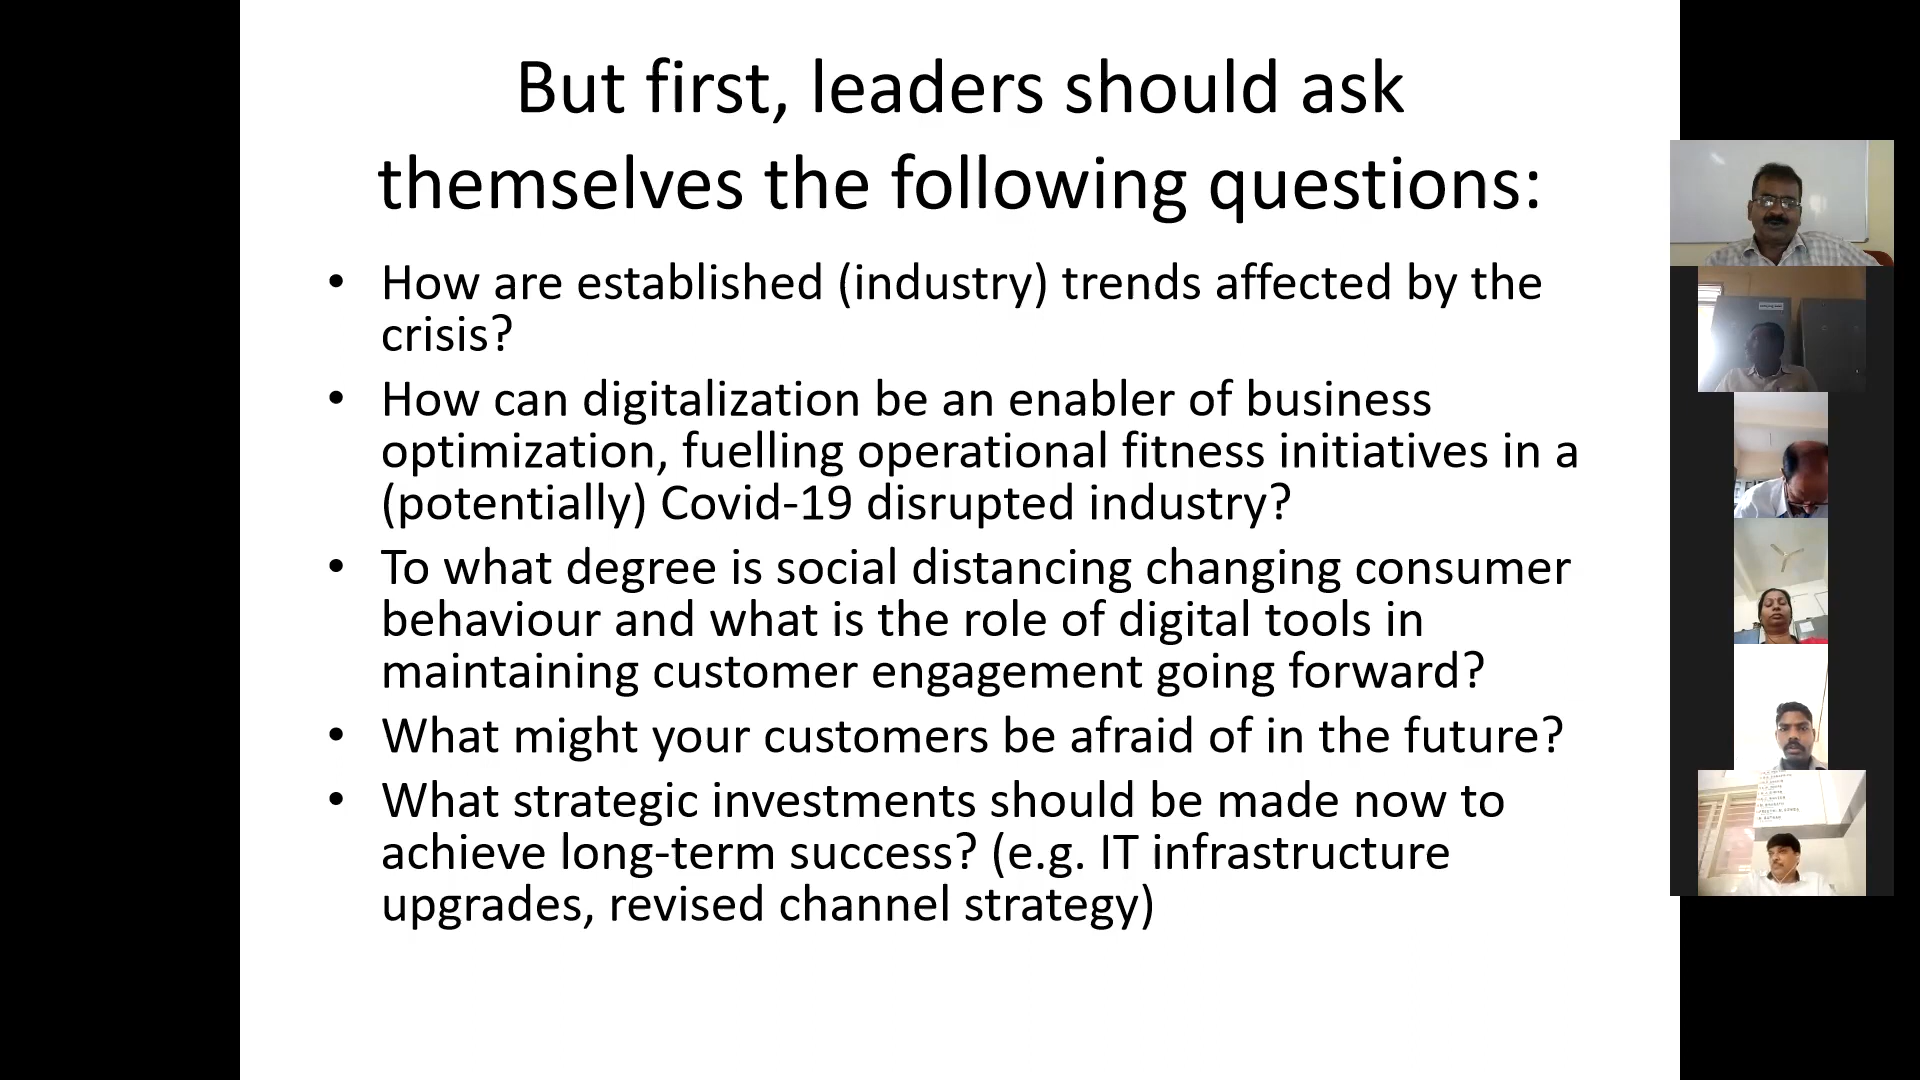 But first, leaders should ask
themselves the following questions:
• How are established (industry) trends affected by the
crisis?
• How can digitalization be an enabler of business
optimization, fuelling operational fitness initiatives in a
(potentially) Covid-19 disrupted industry?
• To what degree is social distancing changing consumer
behaviour and what is the role of digital tools in
maintaining customer engagement going forward?
• What might your customers be afraid of in the future?
• What strategic investments should be made now to
achieve long-term success? (e.g. IT infrastructure
upgrades, revised channel strategy)